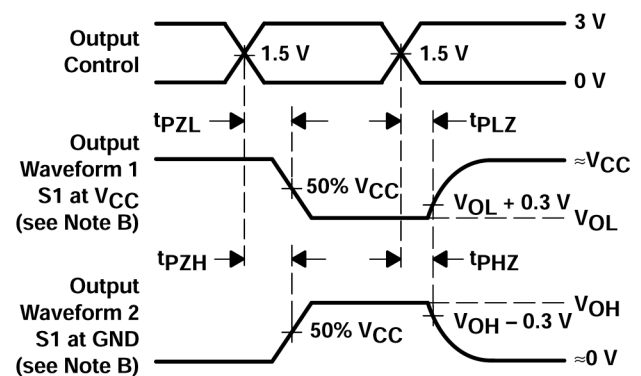 3 V
Output
Control
1.5 V
1.5 V
0 V
tPZL
tPLZ
Output
Waveform 1
S1 at VCC
(see Note B)
≈VCC
50% VCC
VOL + 0.3 V
VOL
tPZH
tPHZ
Output
Waveform 2
S1 at GND
(see Note B)
VOH
50% VCC
VOH – 0.3 V
≈0 V